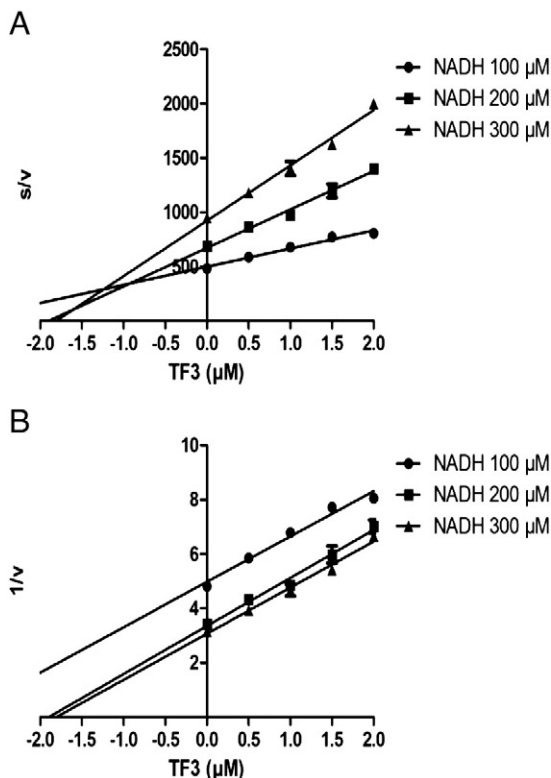 A
2500
2000
1500
1000
500
s/v
-2.0 -1.5 -1.0 -0.5 0.0 0.5 1.0 1.5 2.0
TF3 (µM)
NADH 100 µM
NADH 200 µM
NADH 300 µM
B
10
8
6
4
2
1/v
-2.0 -1.5 -1.0 -0.5 0.0 0.5 1.0 1.5 2.0
TF3 (µM)
NADH 100 µM
NADH 200 µM
NADH 300 µM